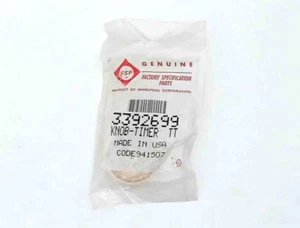 FSP
GENUINE
FACTORY SPECIFICATION
PARTS
PRODUCT OF WHIRLPOOL CORPORATION
3392699
KNOB-TIMER TT
MADE IN USA
CODE941507